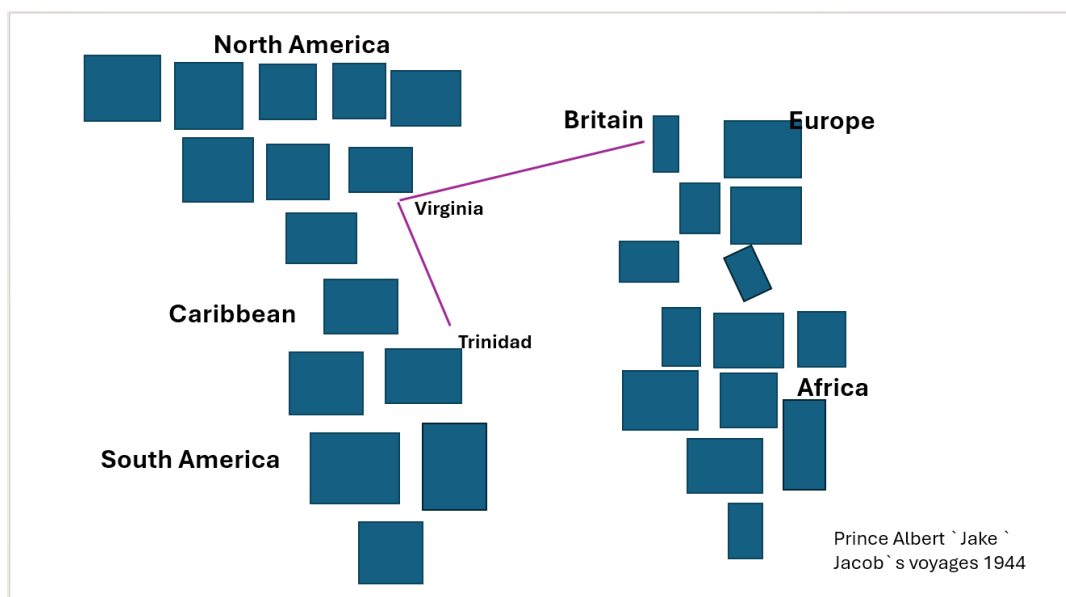 North America
Britain
Europe
Virginia
Caribbean
Trinidad
Africa
South America
Prince Albert `Jake `
Jacob`s voyages 1944